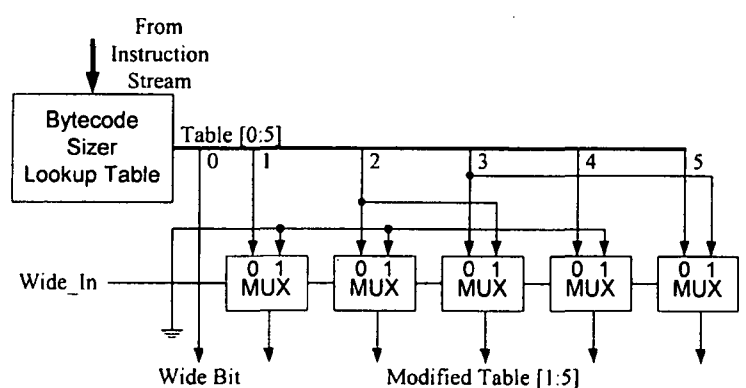 From
Instruction
Stream
Bytecode
Sizer
Lookup Table
Table [0:5]
0 1 2 3 4 5
0 1 0 1 0 1 0 1 0 1
Wide_In MUX MUX MUX MUX MUX
Wide Bit Modified Table [1:5]